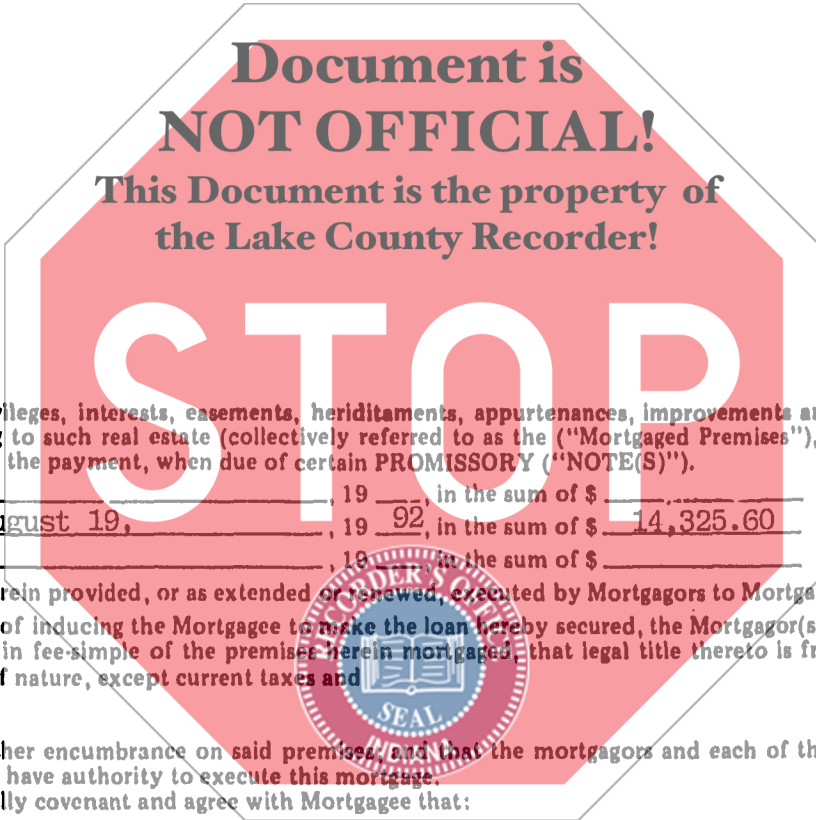 Document is
NOT OFFICIAL!
This Document is the property of
the Lake County Recorder!
STOP
ileges, interests, easements, heriditaments, appurtenances, improvements
to such real estate (collectively referred to as the ("Mortgaged Premises"),
the payment, when due of certain PROMISSORY ("NOTE(S)").
, 19 ____, in the sum of $
gust 19, , 19 92, in the sum of $ 14,325.60
, 19 ____, in the sum of $
rein provided, or as extended or renewed, executed by Mortgagors to Mortga
of inducing the Mortgagee to make the loan hereby secured, the Mortgagor(s
in fee-simple of the premises herein mortgaged, that legal title thereto is fr
nature, except current taxes and
her encumbrance on said premises, and that the mortgagors and each of th
have authority to execute this mortgage.
lly covenant and agree with Mortgagee that:
RECORDER'S OFFICE
SEAL